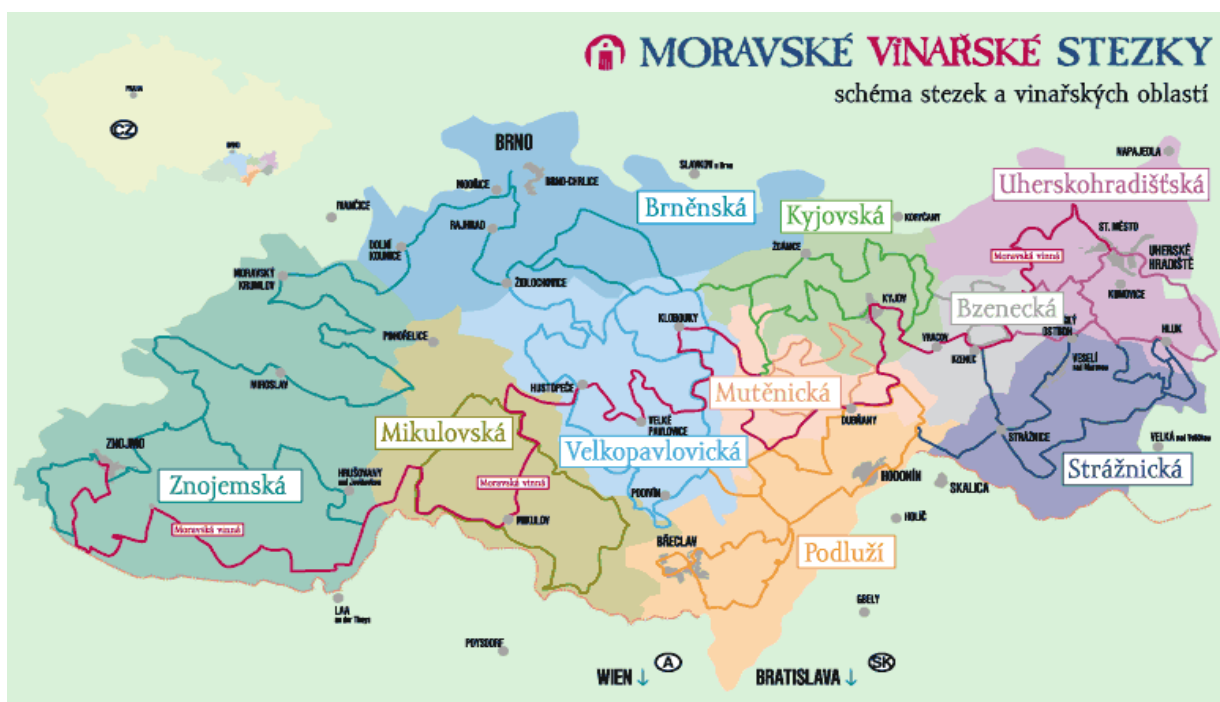 MORAVSKÉ VINAŘSKÉ STEZKY
schéma stezek a vinařských oblastí
PRAHA
CZ
BRNO
BRNO
MODŘICE
BRNO-CHRLICE
SLAVKOV u Brna
NAPAJEDLA
Uherskohradišťská
IVANČICE
RAJHRAD
Brněnská
Kyjovská
KORYČANY
ST. MĚSTO
DOLNÍ
KOUNICE
ŽDÁNICE
Moravská vinná
UHERSKÉ
HRADIŠTĚ
MORAVSKÝ
KRUMLOV
ŽIDLOCHOVICE
KYJOV
Bzenecká
KUNOVICE
POHOŘELICE
KLOBOUKY
VRACOV
OSTROH
HLUK
BZENEC
VESELÍ
nad Moravou
MIROSLAV
HUSTOPEČE
Mutěnická
VELKÉ
PAVLOVICE
DUBŇANY
Mikulovská
STRÁŽNICE
VELKÁ nad Veličkou
ZNOJMO
Velkopavlovická
Strážnická
HRUŠOVANY
nad Jevišovkou
Znojemská
Moravská vinná
PODIVÍN
HODONÍN
SKALICA
Moravská vinná
MIKULOV
HOLÍČ
BŘECLAV
Podluží
LAA
an der Thaya
GBELY
POYSDORF
WIEN ↓
A
BRATISLAVA ↓
SK